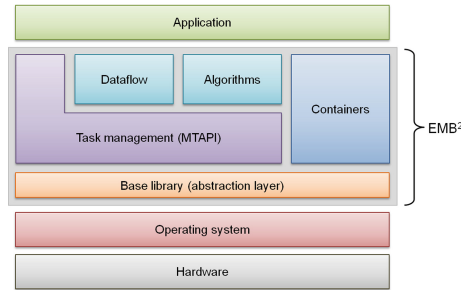 Application
Dataflow
Algorithms
Containers
Task management (MTAPI)
Base library (abstraction layer)
EMB²
Operating system
Hardware